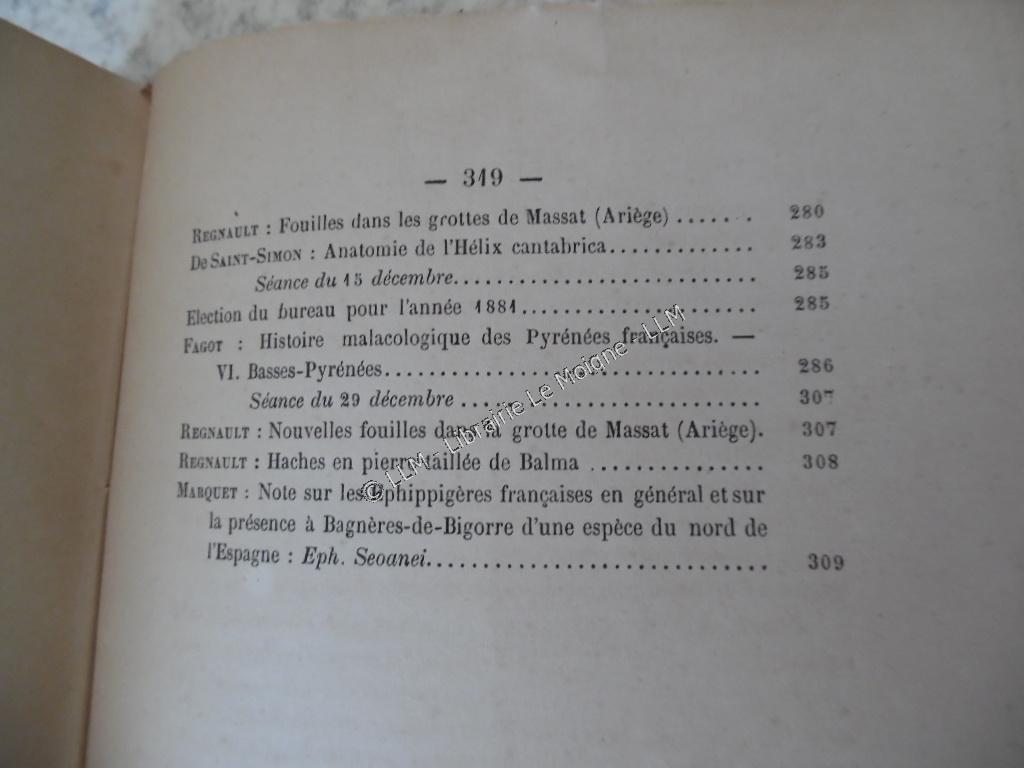 — 319 —
REGNAULT : Fouilles dans les grottes de Massat (Ariège) ....... 280
De SAINT-SIMON : Anatomie de l'Hélix cantabrica............. 283
Séance du 15 décembre............................ 285
Election du bureau pour l'année 1881...................... 285
FAGOT : Histoire malacologique des Pyrénées françaises. —
VI. Basses-Pyrénées................................... 286
Séance du 29 décembre ............................ 307
REGNAULT : Nouvelles fouilles dans la grotte de Massat (Ariège). 307
REGNAULT : Haches en pierre taillée de Balma ............... 308
MARQUET : Note sur les Ephippigères françaises en général et sur
la présence à Bagnères-de-Bigorre d'une espèce du nord de
l'Espagne : Eph. Seoanei............................... 309
© LLM - Librairie Le Moigne - LLM